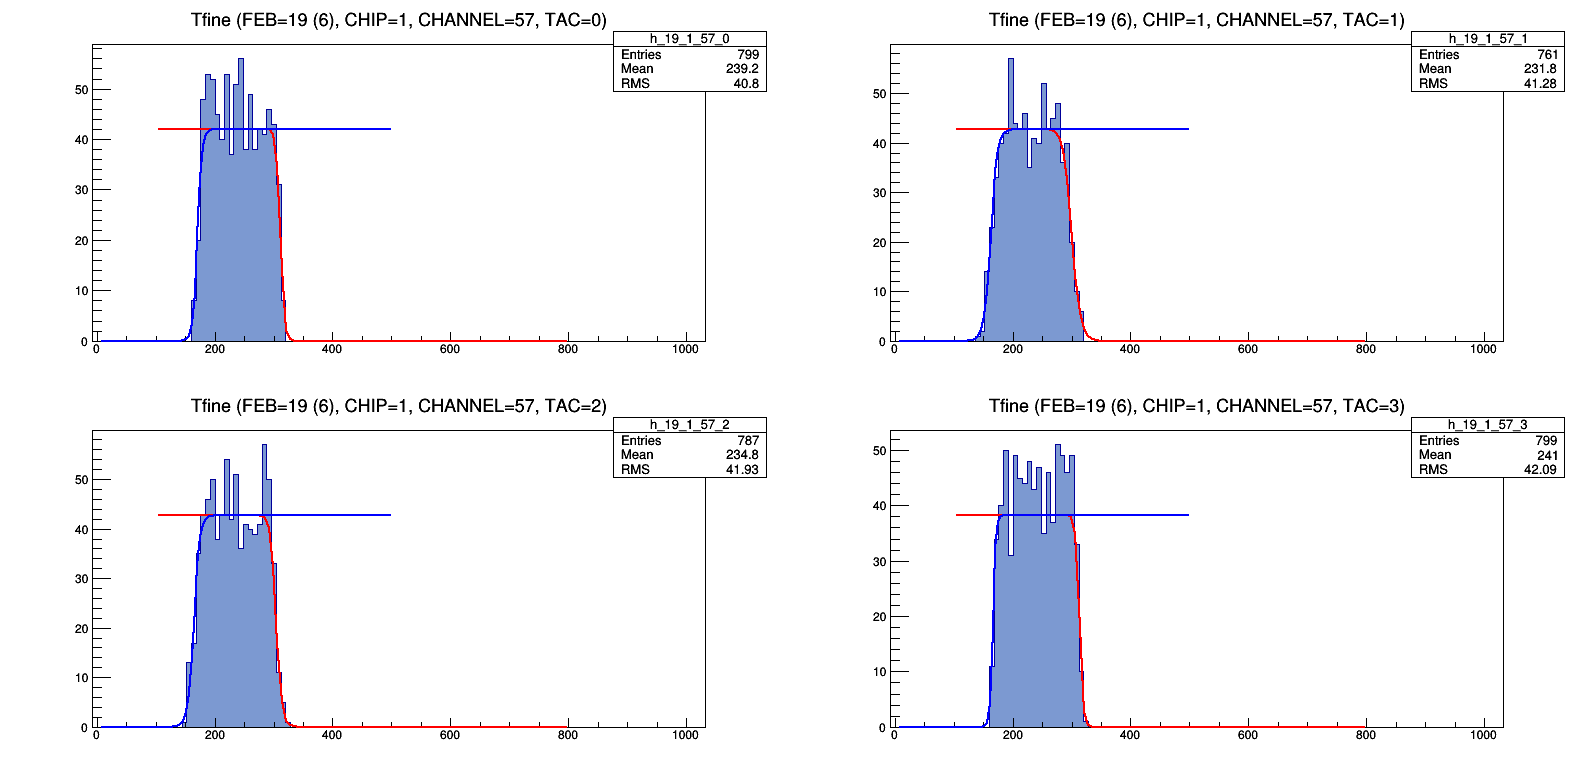 Tfine (FEB=19 (6), CHIP=1, CHANNEL=57, TAC=0)
h_19_1_57_0
Entries 799
Mean 239.2
RMS 40.8
50
40
30
20
10
0
0 200 400 600 800 1000
Tfine (FEB=19 (6), CHIP=1, CHANNEL=57, TAC=1)
h_19_1_57_1
Entries 761
Mean 231.8
RMS 41.28
50
40
30
20
10
0
0 200 400 600 800 1000
Tfine (FEB=19 (6), CHIP=1, CHANNEL=57, TAC=2)
h_19_1_57_2
Entries 787
Mean 234.8
RMS 41.93
50
40
30
20
10
0
0 200 400 600 800 1000
Tfine (FEB=19 (6), CHIP=1, CHANNEL=57, TAC=3)
h_19_1_57_3
Entries 799
Mean 241
RMS 42.09
50
40
30
20
10
0
0 200 400 600 800 1000